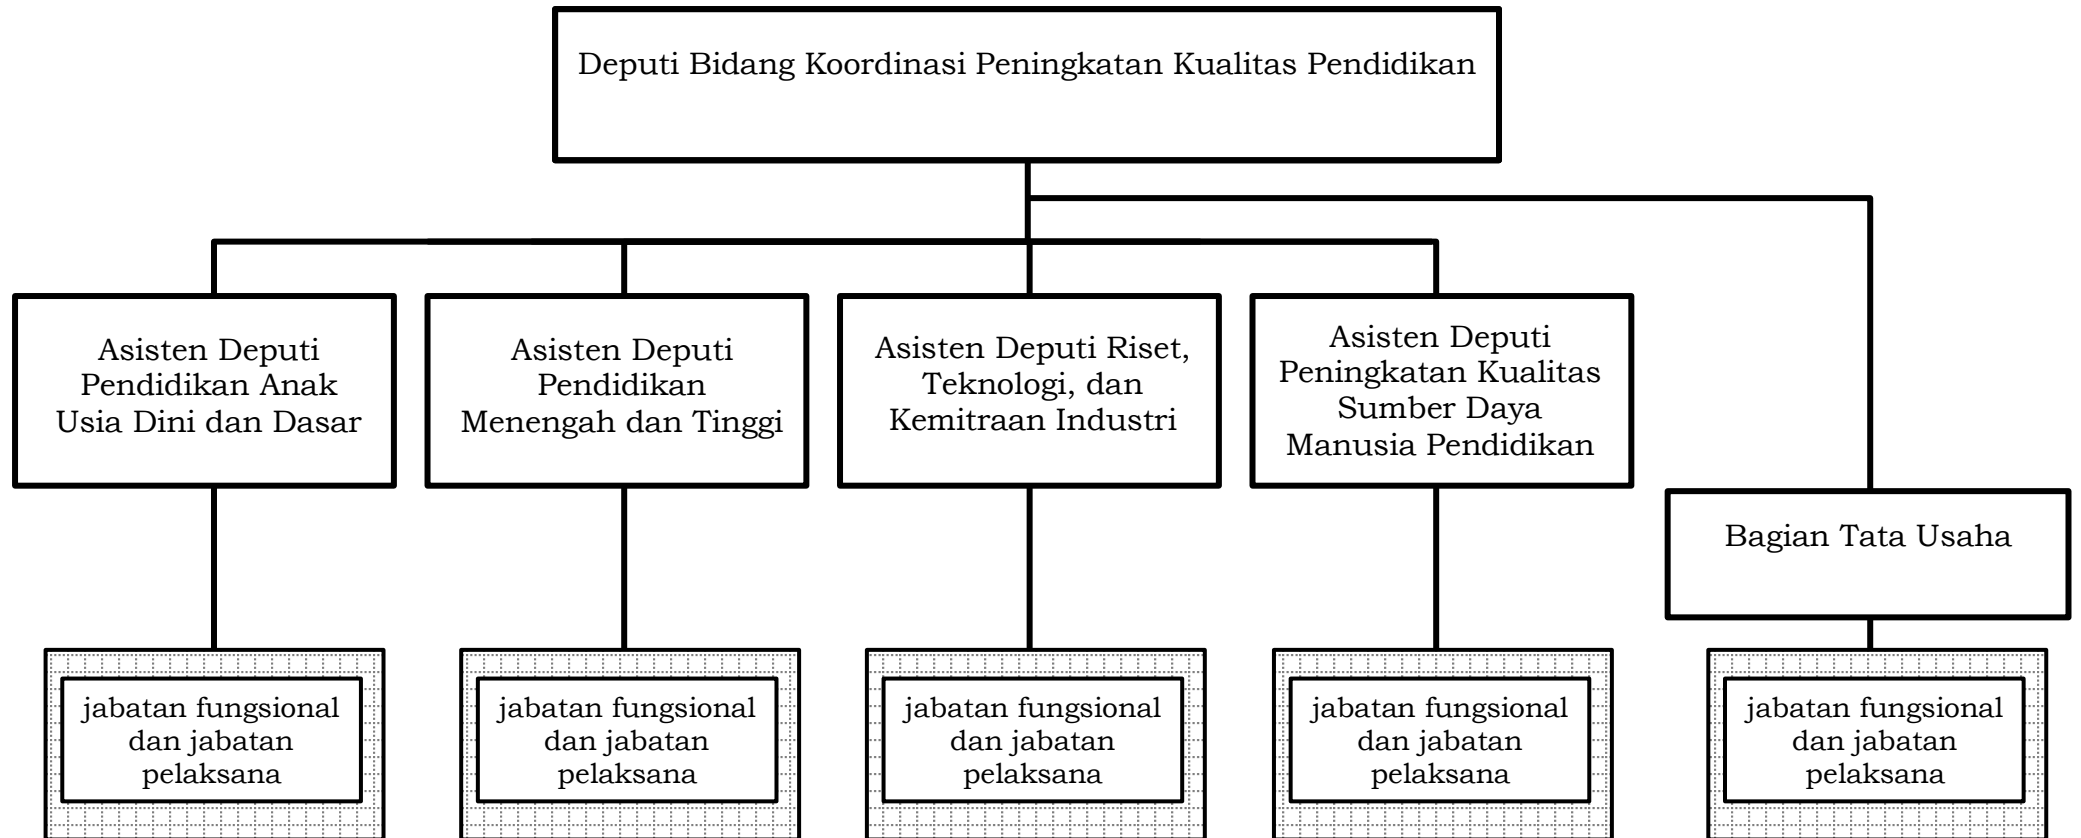 Deputi Bidang Koordinasi Peningkatan Kualitas Pendidikan
Asisten Deputi
Pendidikan Anak
Usia Dini dan Dasar
Asisten Deputi
Pendidikan
Menengah dan Tinggi
Asisten Deputi Riset,
Teknologi, dan
Kemitraan Industri
Asisten Deputi
Peningkatan Kualitas
Sumber Daya
Manusia Pendidikan
Bagian Tata Usaha
jabatan fungsional
dan jabatan
pelaksana
jabatan fungsional
dan jabatan
pelaksana
jabatan fungsional
dan jabatan
pelaksana
jabatan fungsional
dan jabatan
pelaksana
jabatan fungsional
dan jabatan
pelaksana